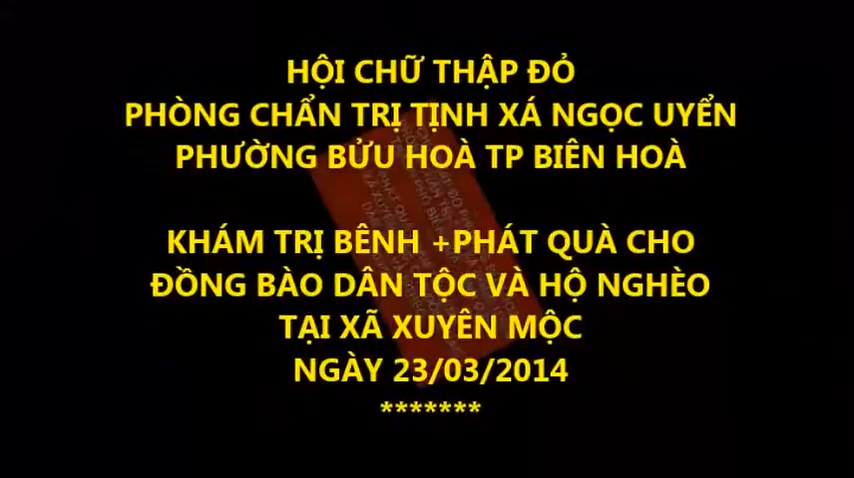 HỘI CHỮ THẬP ĐỎ
PHÒNG CHẨN TRỊ TỊNH XÁ NGỌC UYỂN
PHƯỜNG BỬU HOÀ TP BIÊN HOÀ
KHÁM TRỊ BÊNH +PHÁT QUÀ CHO
ĐỒNG BÀO DÂN TỘC VÀ HỘ NGHÈO
TẠI XÃ XUYÊN MỘC
NGÀY 23/03/2014
*******